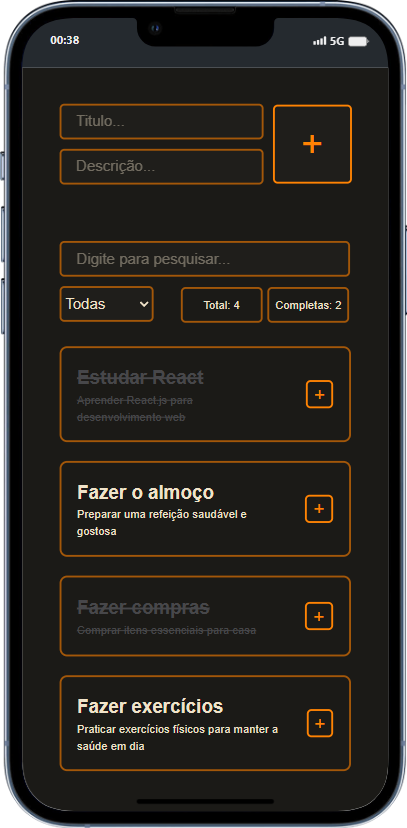 00:38
5G
Titulo...
+
Descrição...
Digite para pesquisar...
Todas
Total: 4
Completas: 2
Estudar React
Aprender React.js para
desenvolvimento web
+
Fazer o almoço
Preparar uma refeição saudável e
gostosa
+
Fazer compras
Comprar itens essenciais para casa
+
Fazer exercícios
Praticar exercícios físicos para manter a
saúde em dia
+